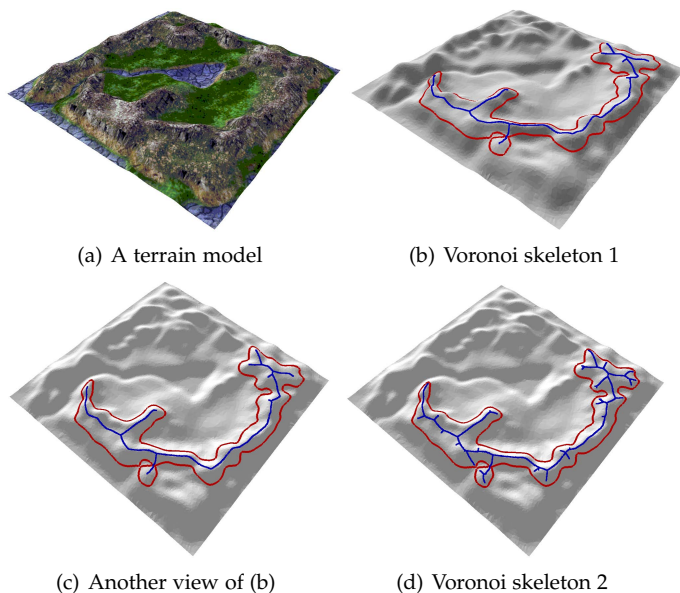 (a) A terrain model
(b) Voronoi skeleton 1
(c) Another view of (b)
(d) Voronoi skeleton 2